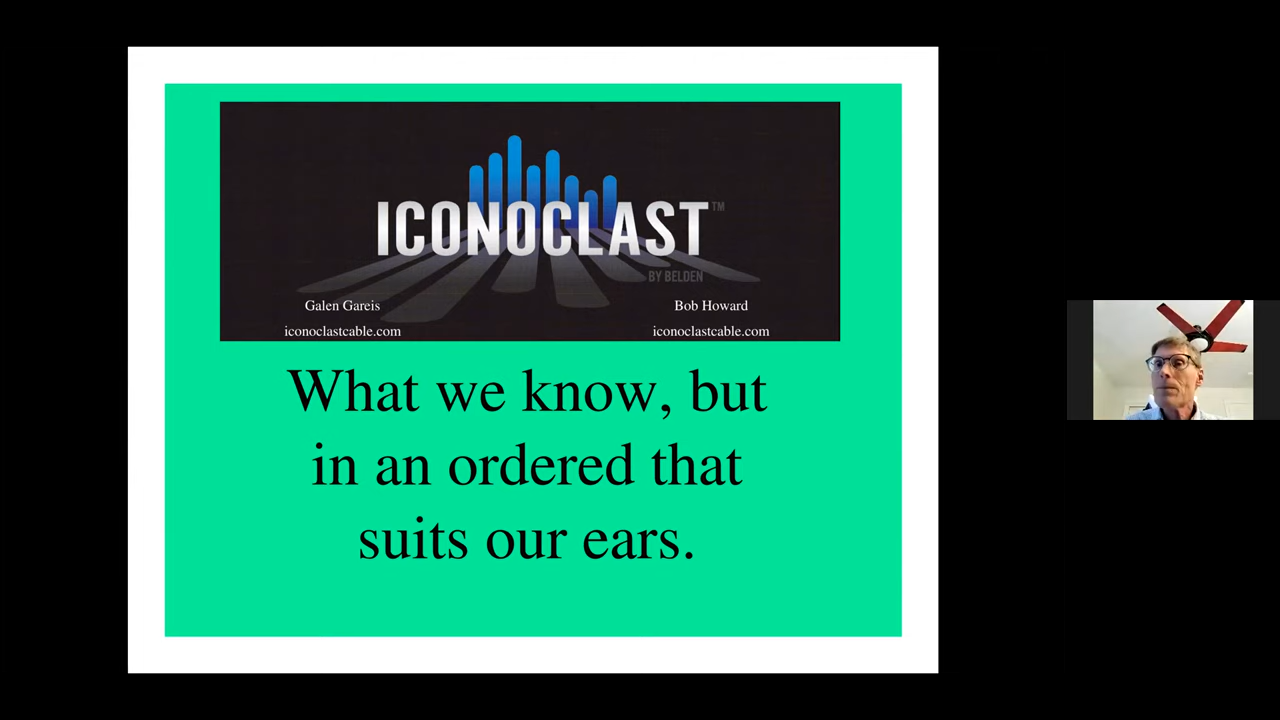 ICONOCLAST™
BY BELDEN
Galen Gareis
Bob Howard
iconoclastcable.com
iconoclastcable.com
What we know, but
in an ordered that
suits our ears.